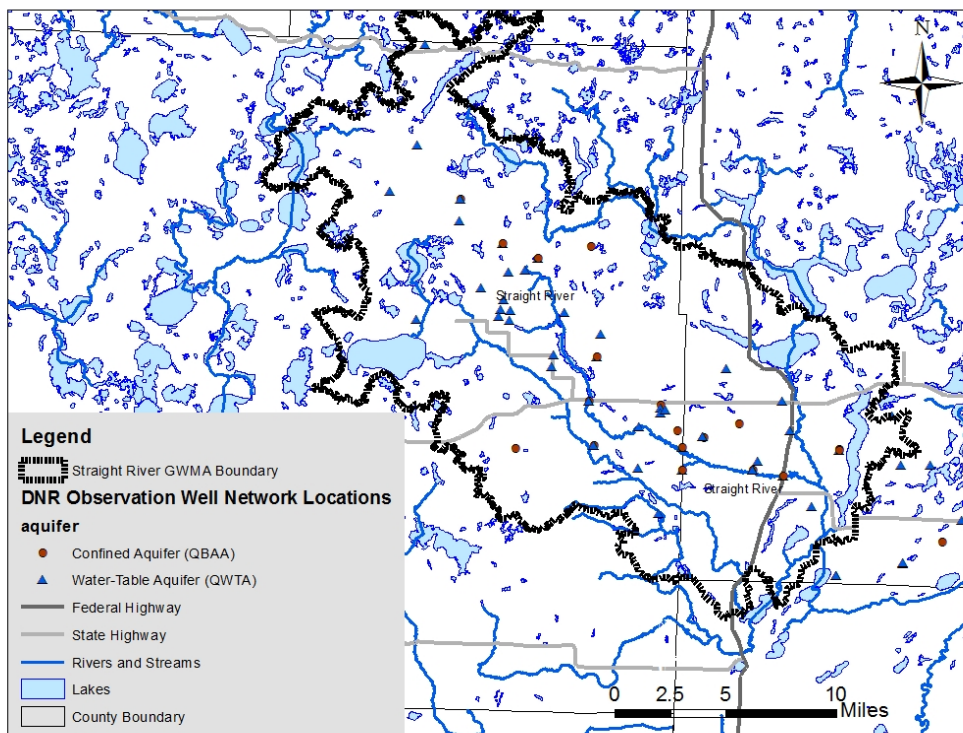 N
Straight River
Straight River
Legend
Straight River GWMA Boundary
DNR Observation Well Network Locations
aquifer
Confined Aquifer (QBAA)
Water-Table Aquifer (QWTA)
Federal Highway
State Highway
Rivers and Streams
Lakes
County Boundary
0 2.5 5 10
Miles